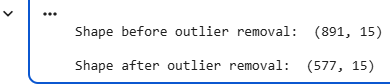 ...
Shape before outlier removal:  (891, 15)
Shape after outlier removal:  (577, 15)